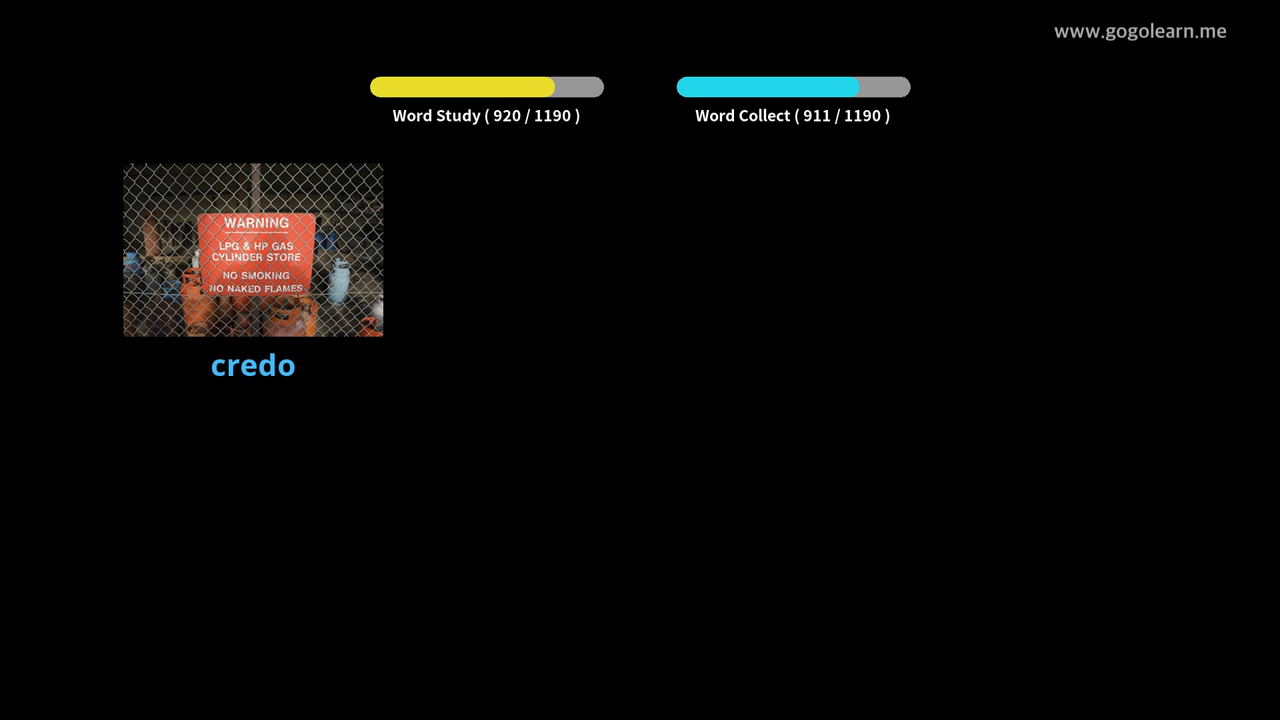 www.gogolearn.me
Word Study ( 920 / 1190 )
Word Collect ( 911 / 1190 )
WARNING
LPG & HP GAS
CYLINDER STORE
NO SMOKING
NO NAKED FLAMES
credo